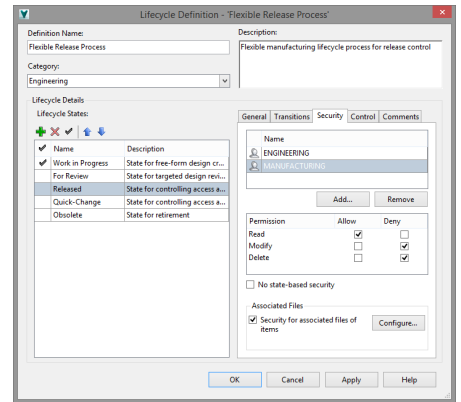 Lifecycle Definition - 'Flexible Release Process'
Definition Name:
Flexible Release Process
Description:
Flexible manufacturing lifecycle process for release control
Category:
Engineering
Lifecycle Details
Lifecycle States:
Name Description
Work in Progress State for free-form design cr...
For Review State for targeted design revi...
Released State for controlling access a...
Quick-Change State for controlling access a...
Obsolete State for retirement
General Transitions Security Control Comments
Name
ENGINEERING
MANUFACTURING
Add... Remove
Permission Allow Deny
Read
Modify
Delete
No state-based security
Associated Files
Security for associated files of
items
Configure...
OK Cancel Apply Help